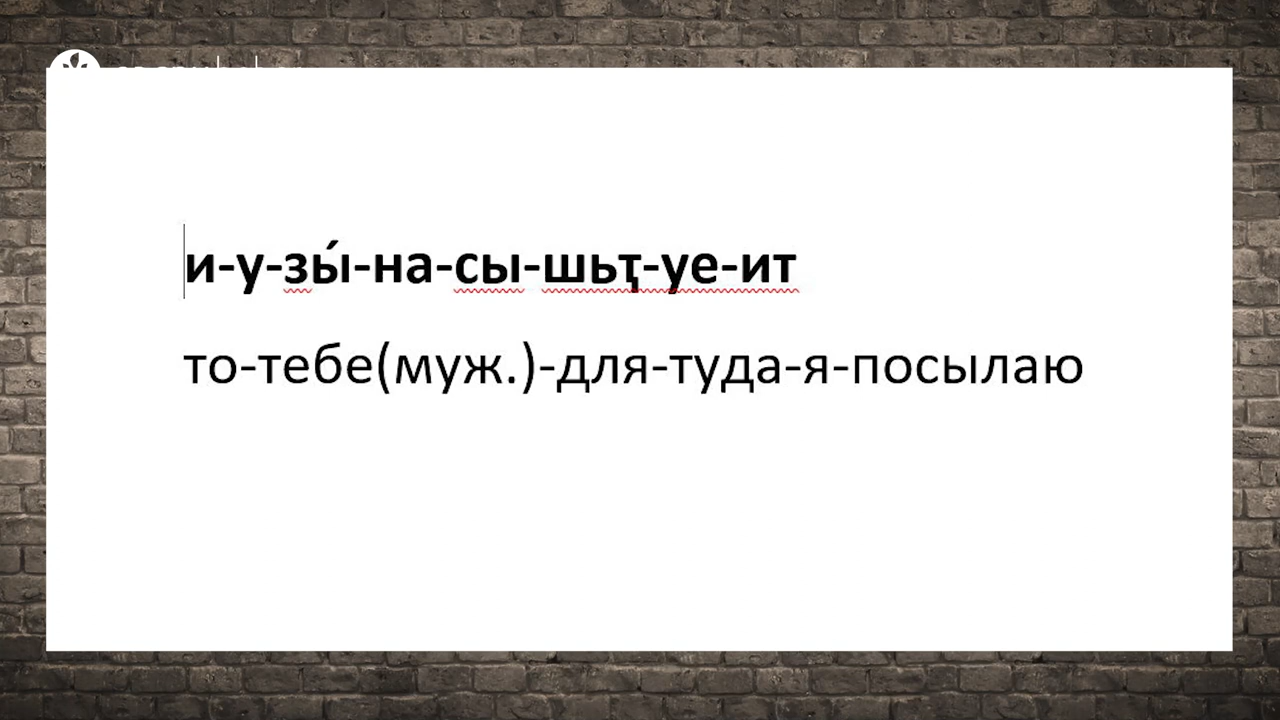 и-у-зы́-на-сы-шьҭ-уе-ит
то-тебе(муж.)-для-туда-я-посылаю